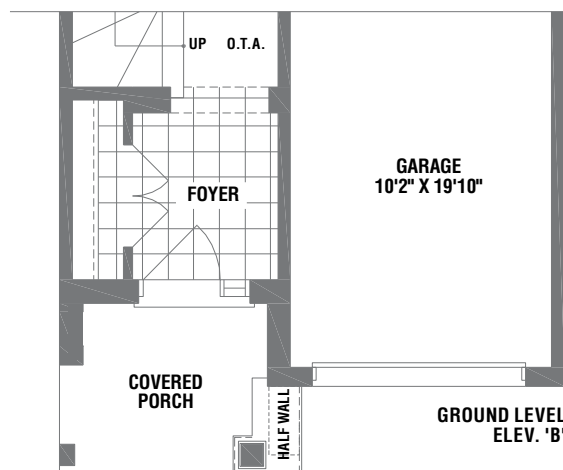 UP O.T.A.
GARAGE
10'2" X 19'10"
FOYER
COVERED
PORCH
HALF WALL
GROUND LEVEL
ELEV. 'B'